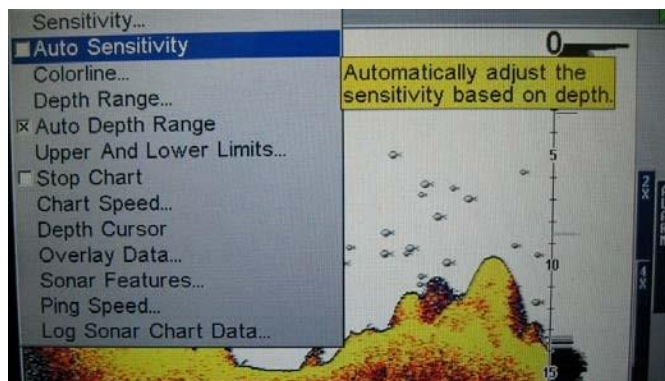 Sensitivity...
Auto Sensitivity
Colorline...
Depth Range...
Auto Depth Range
Upper And Lower Limits...
Stop Chart
Chart Speed...
Depth Cursor
Overlay Data...
Sonar Features...
Ping Speed...
Log Sonar Chart Data...
Automatically adjust the
sensitivity based on depth.
0
5
10
15
2X
4X